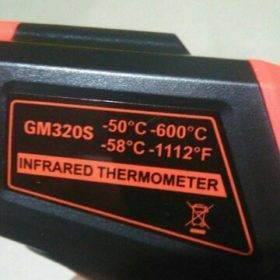 GM320S -50°C -600°C
-58°C -1112°F
INFRARED THERMOMETER